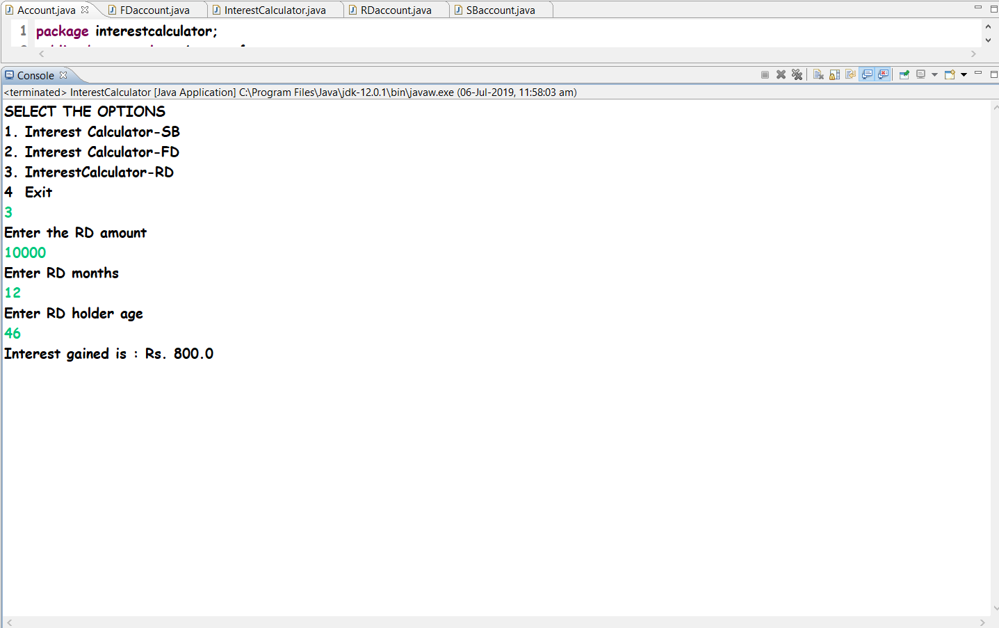 Account.java FDaccount.java InterestCalculator.java RDaccount.java SBaccount.java
1 package interestcalculator;
Console
<terminated> InterestCalculator [Java Application] C:\Program Files\Java\jdk-12.0.1\bin\javaw.exe (06-Jul-2019, 11:58:03 am)
SELECT THE OPTIONS
1. Interest Calculator-SB
2. Interest Calculator-FD
3. InterestCalculator-RD
4  Exit
3
Enter the RD amount
10000
Enter RD months
12
Enter RD holder age
46
Interest gained is : Rs. 800.0